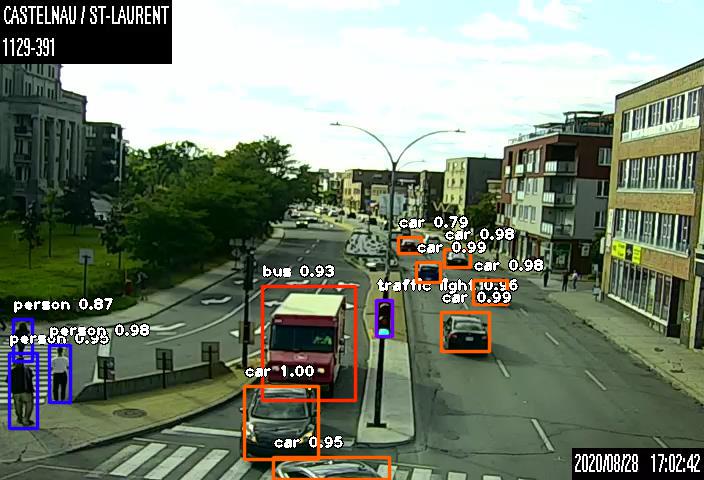 CASTELNAU / ST-LAURENT
1129-391
car 0.79
car 0.98
car 0.99
car 0.98
bus 0.93
traffic light 0.96
car 0.99
person 0.87
person 0.98
person 0.95
car 1.00
car 0.95
2020/08/28 17:02:42